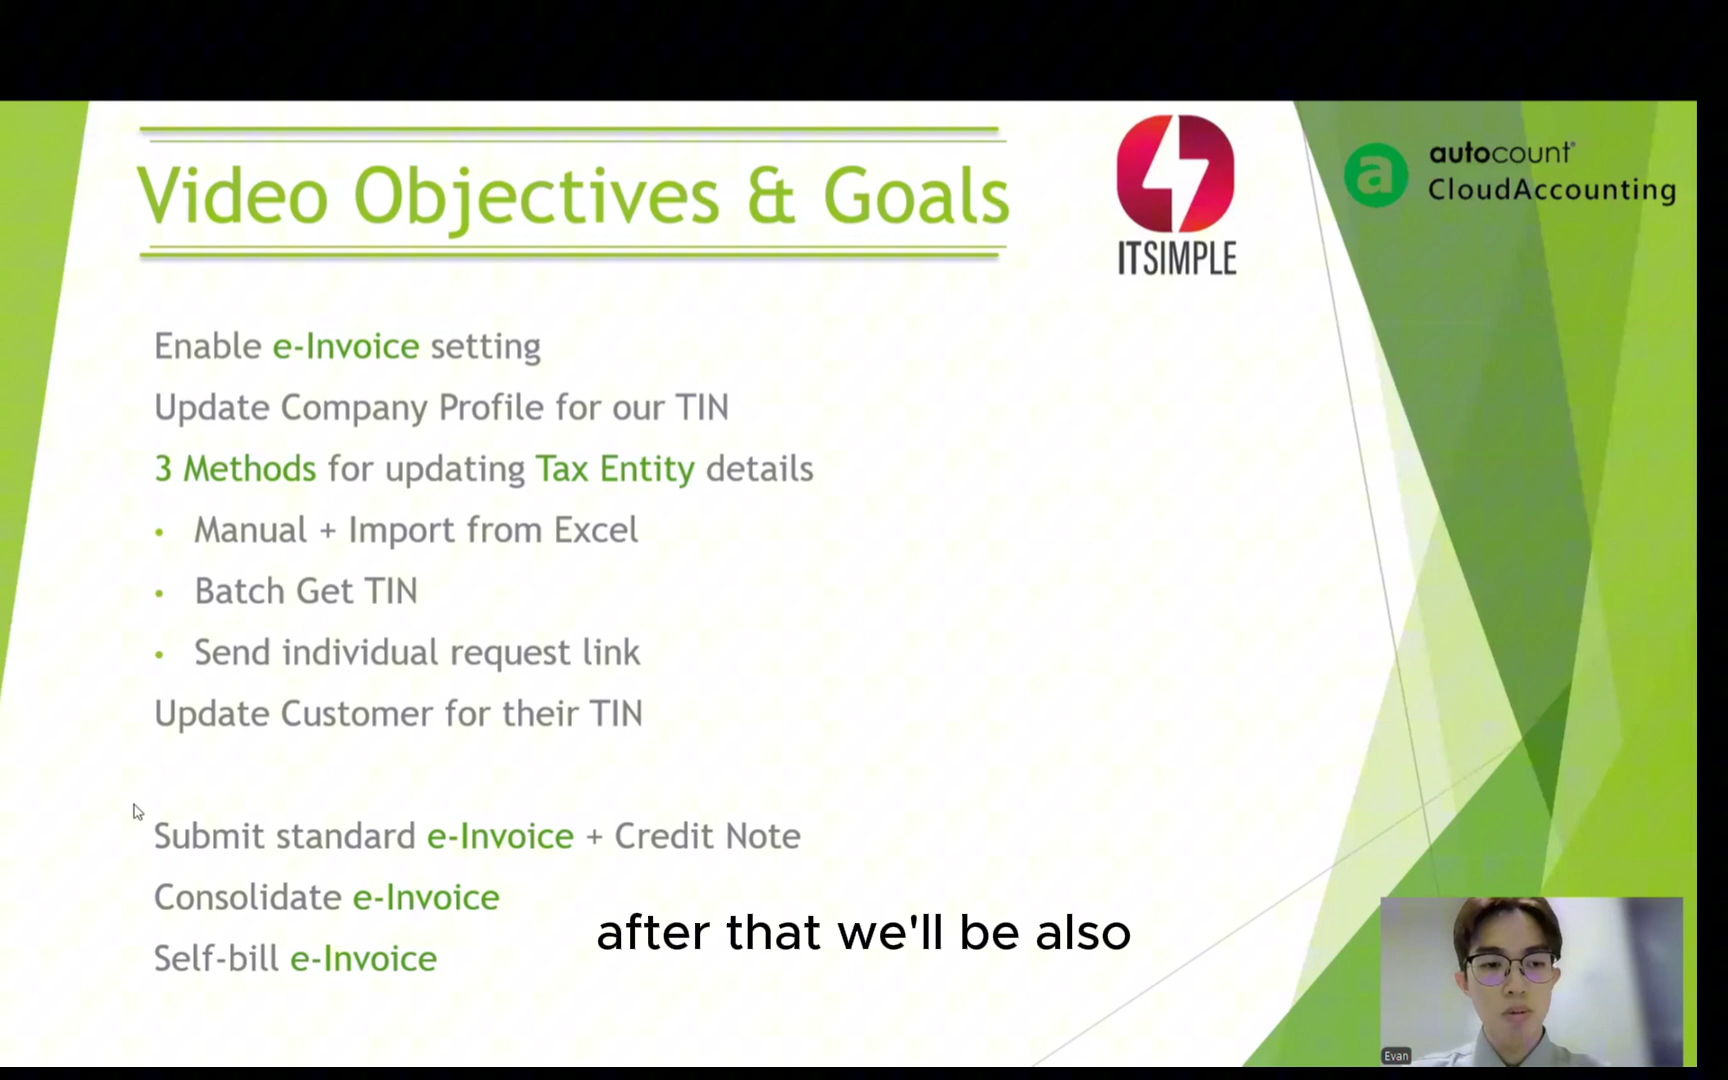 Video Objectives & Goals
ITSIMPLE
a
autocount®
CloudAccounting
Enable e-Invoice setting
Update Company Profile for our TIN
3 Methods for updating Tax Entity details
• Manual + Import from Excel
• Batch Get TIN
• Send individual request link
Update Customer for their TIN
Submit standard e-Invoice + Credit Note
Consolidate e-Invoice
Self-bill e-Invoice
after that we'll be also
Evan